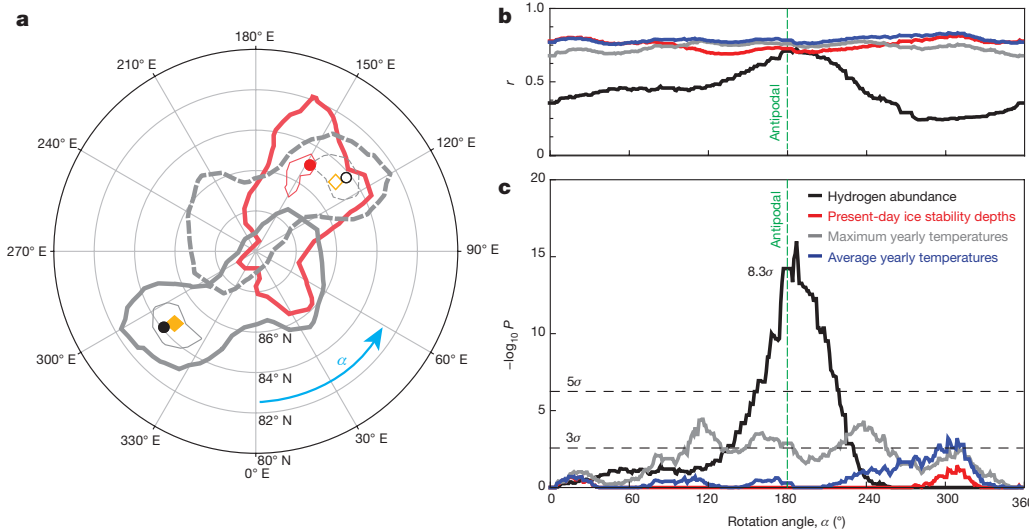 a
180° E
210° E
150° E
240° E
120° E
270° E
90° E
300° E
60° E
330° E
30° E
0° E
86° N
84° N
82° N
80° N
α
b
1.0
0.5
0
r
Antipodal
c
20
15
10
5
0
–log10 P
Antipodal
8.3σ
5σ
3σ
Hydrogen abundance
Present-day ice stability depths
Maximum yearly temperatures
Average yearly temperatures
0 60 120 180 240 300 360
Rotation angle, α (°)